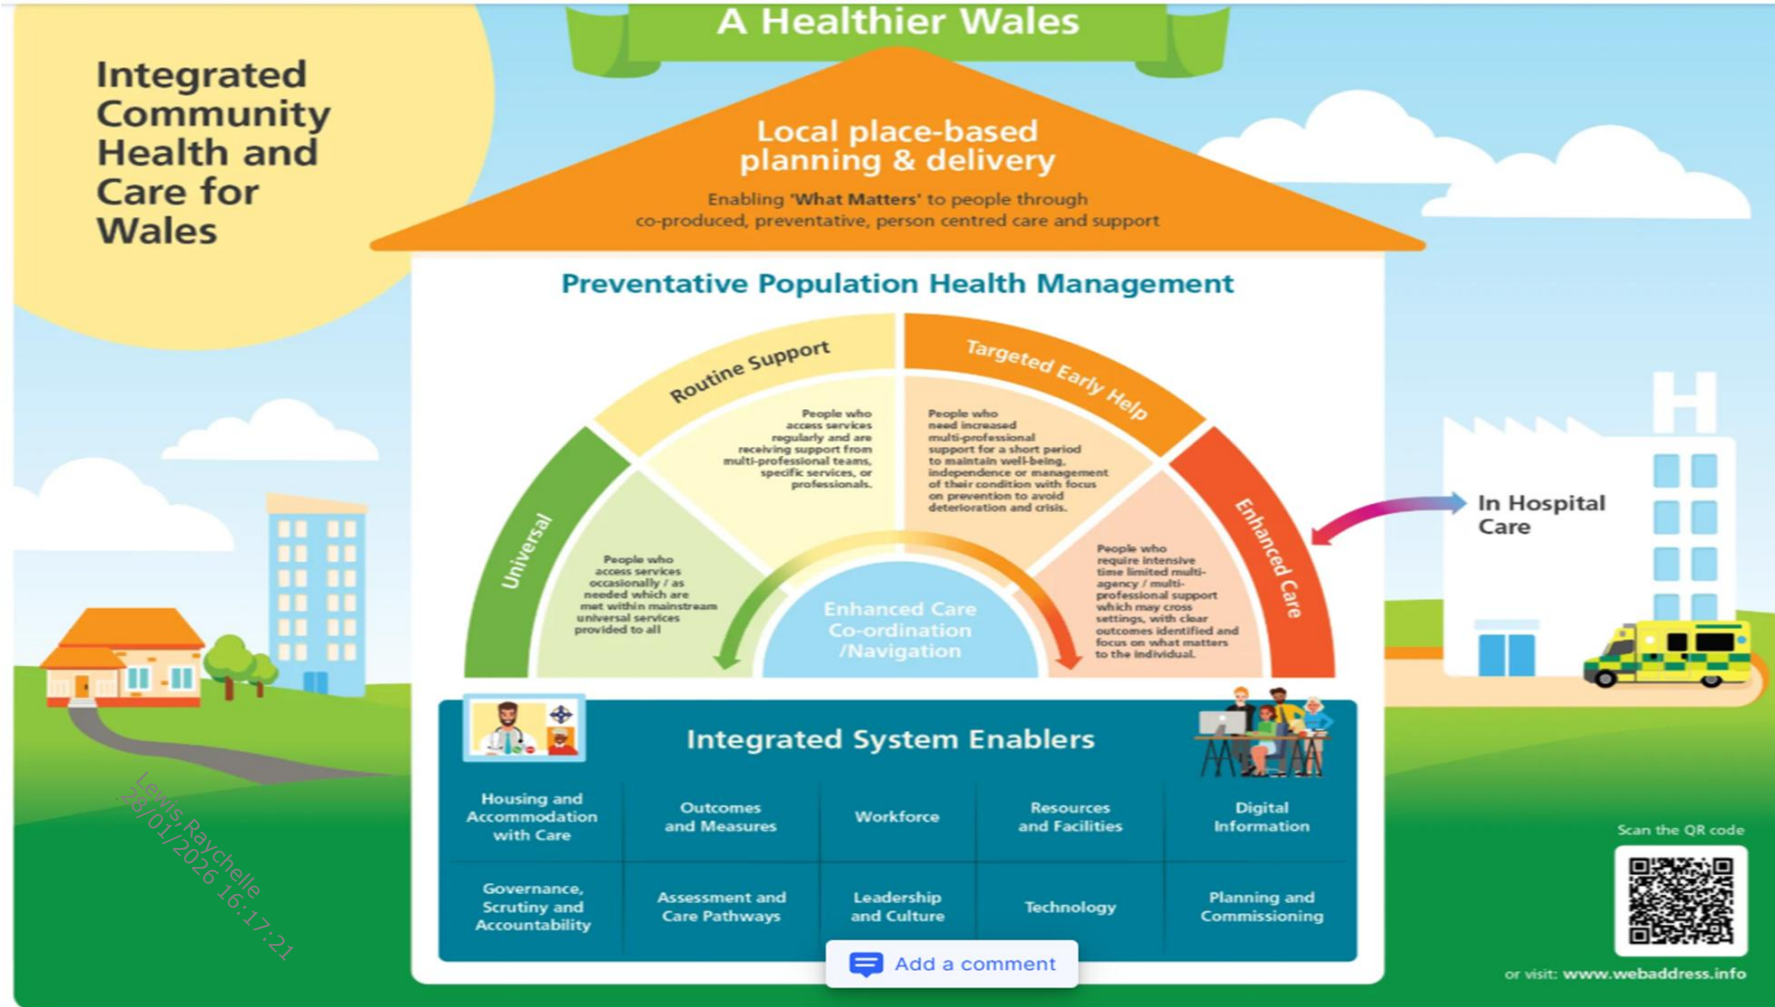 A Healthier Wales
Integrated
Community
Health and
Care for
Wales
Local place-based
planning & delivery
Enabling 'What Matters' to people through
co-produced, preventative, person centred care and support
Preventative Population Health Management
Universal
People who
access services
occasionally / as
needed which are
met within mainstream
universal services
provided to all
Routine Support
People who
access services
regularly and are
receiving support from
multi-professional teams,
specific services, or
professionals.
Targeted Early Help
People who
need increased
multi-professional
support for a short period
to maintain well-being,
independence or management
of their condition with focus
on prevention to avoid
deterioration and crisis.
Enhanced Care
People who
require intensive
time limited multi-
agency / multi-
professional support
which may cross
settings, with clear
outcomes identified and
focus on what matters
to the individual.
Enhanced Care
Co-ordination
/Navigation
H
In Hospital
Care
Integrated System Enablers
Housing and
Accommodation
with Care
Outcomes
and Measures
Workforce
Resources
and Facilities
Digital
Information
Governance,
Scrutiny and
Accountability
Assessment and
Care Pathways
Leadership
and Culture
Technology
Planning and
Commissioning
Add a comment
Lewis,Raychelle
28/01/2026 16:17:21
Scan the QR code
or visit: www.webaddress.info